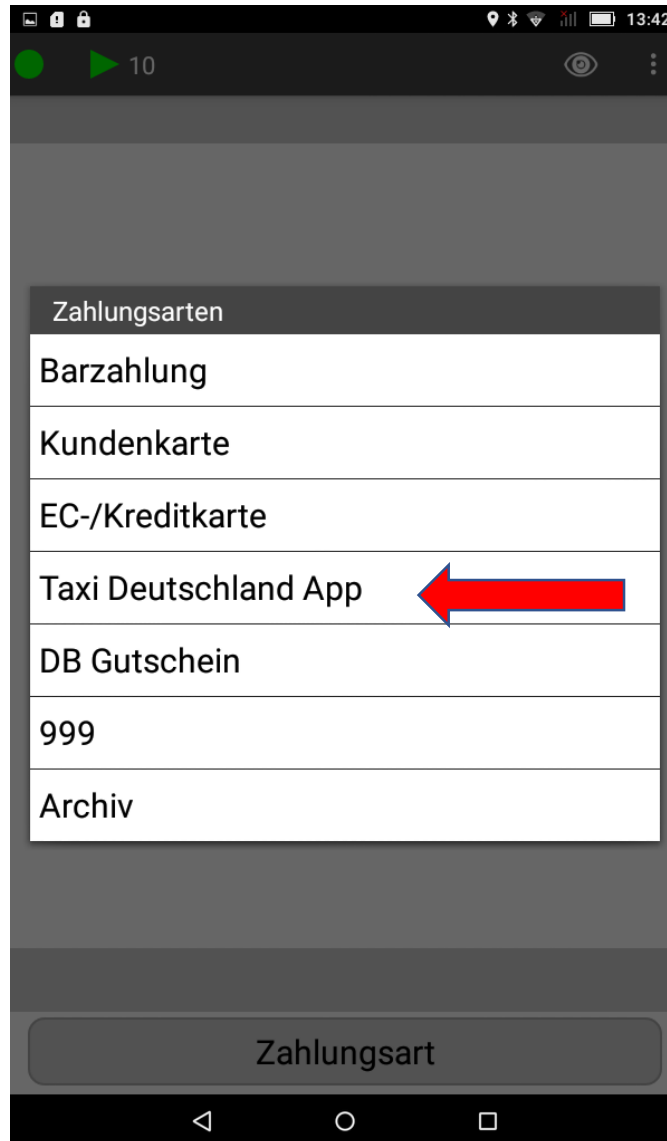 13:42
10
Zahlungsarten
Barzahlung
Kundenkarte
EC-/Kreditkarte
Taxi Deutschland App
DB Gutschein
999
Archiv
Zahlungsart